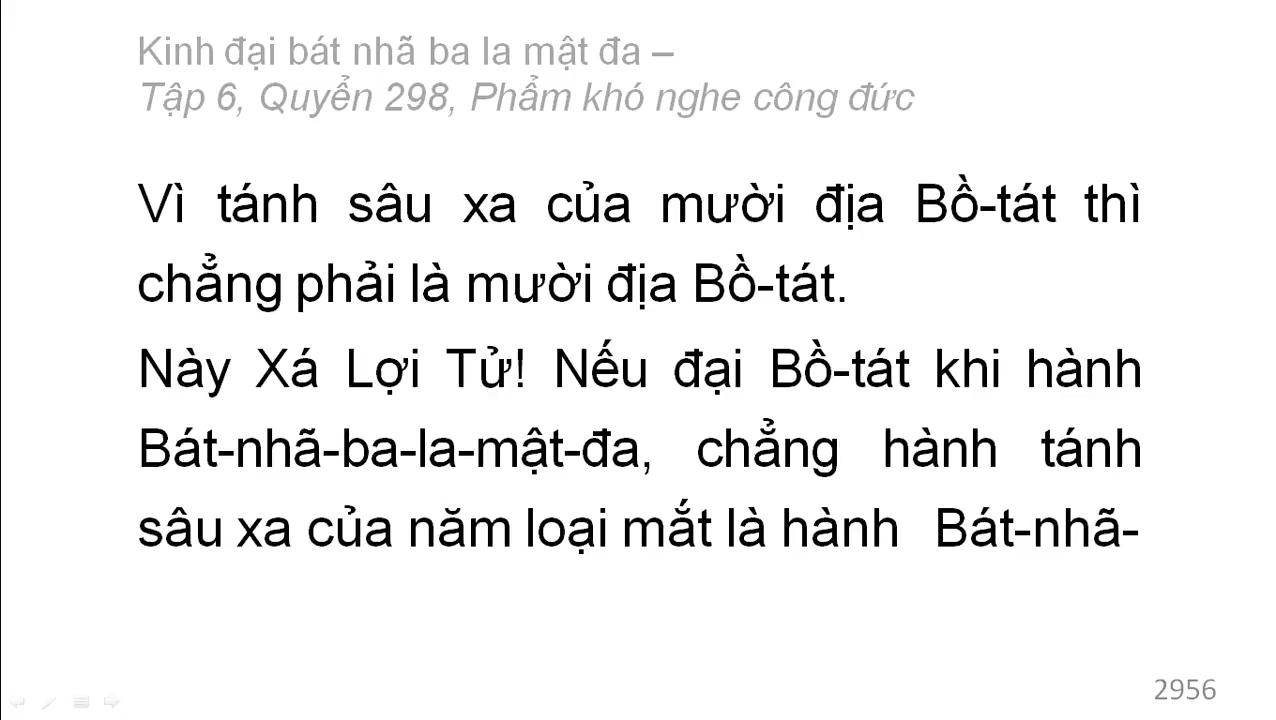 Kinh đại bát nhã ba la mật đa –
Tập 6, Quyển 298, Phẩm khó nghe công đức
Vì tánh sâu xa của mười địa Bồ-tát thì
chẳng phải là mười địa Bồ-tát.
Này Xá Lợi Tử! Nếu đại Bồ-tát khi hành
Bát-nhã-ba-la-mật-đa, chẳng hành tánh
sâu xa của năm loại mắt là hành Bát-nhã-
2956